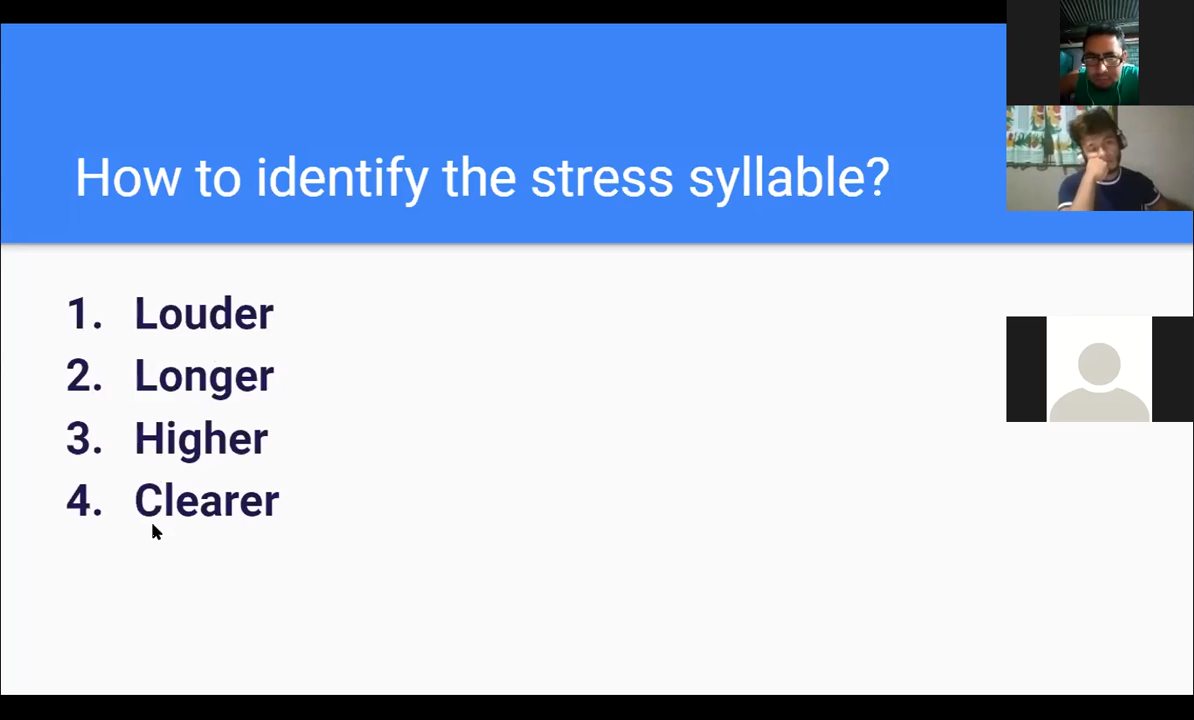 How to identify the stress syllable?
1. Louder
2. Longer
3. Higher
4. Clearer